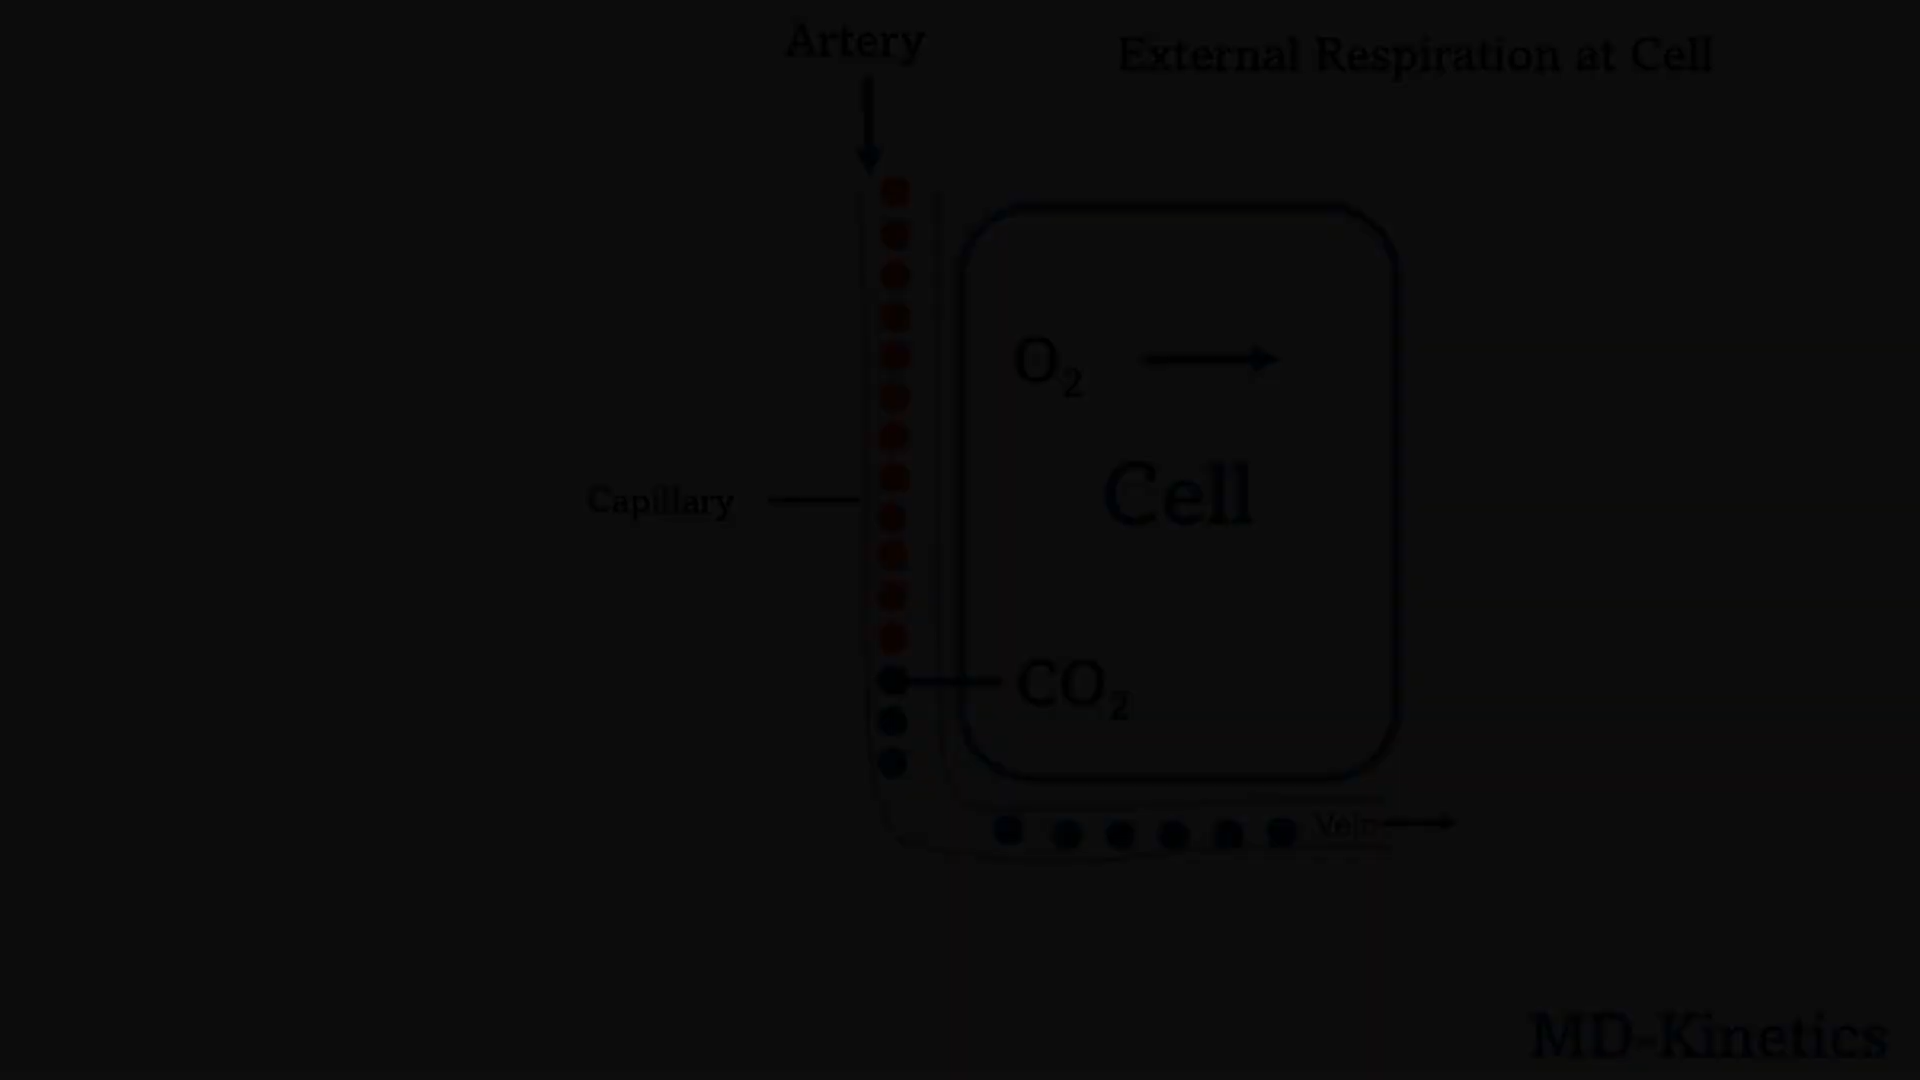 Artery
External Respiration at Cell
O₂
Cell
Capillary
CO₂
Vein
MD-Kinetics